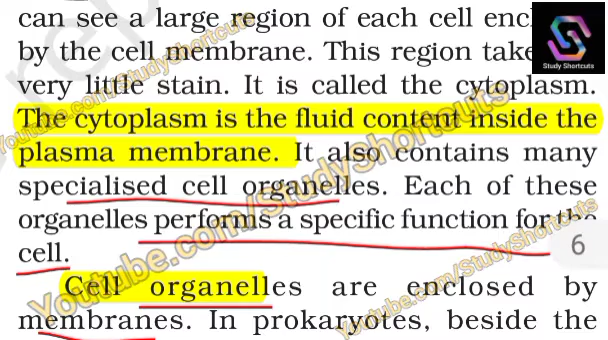 can see a large region of each cell enc
by the cell membrane. This region take
very little stain. It is called the cytoplasm.
The cytoplasm is the fluid content inside the
plasma membrane. It also contains many
specialised cell organelles. Each of these
organelles performs a specific function for the
cell.
Cell organelles are enclosed by
membranes. In prokaryotes, beside the
S
Study Shortcuts
6
Youtube.com/StudyShortcuts
Youtube.com/StudyShortcuts
Youtube.com/StudyShortcuts